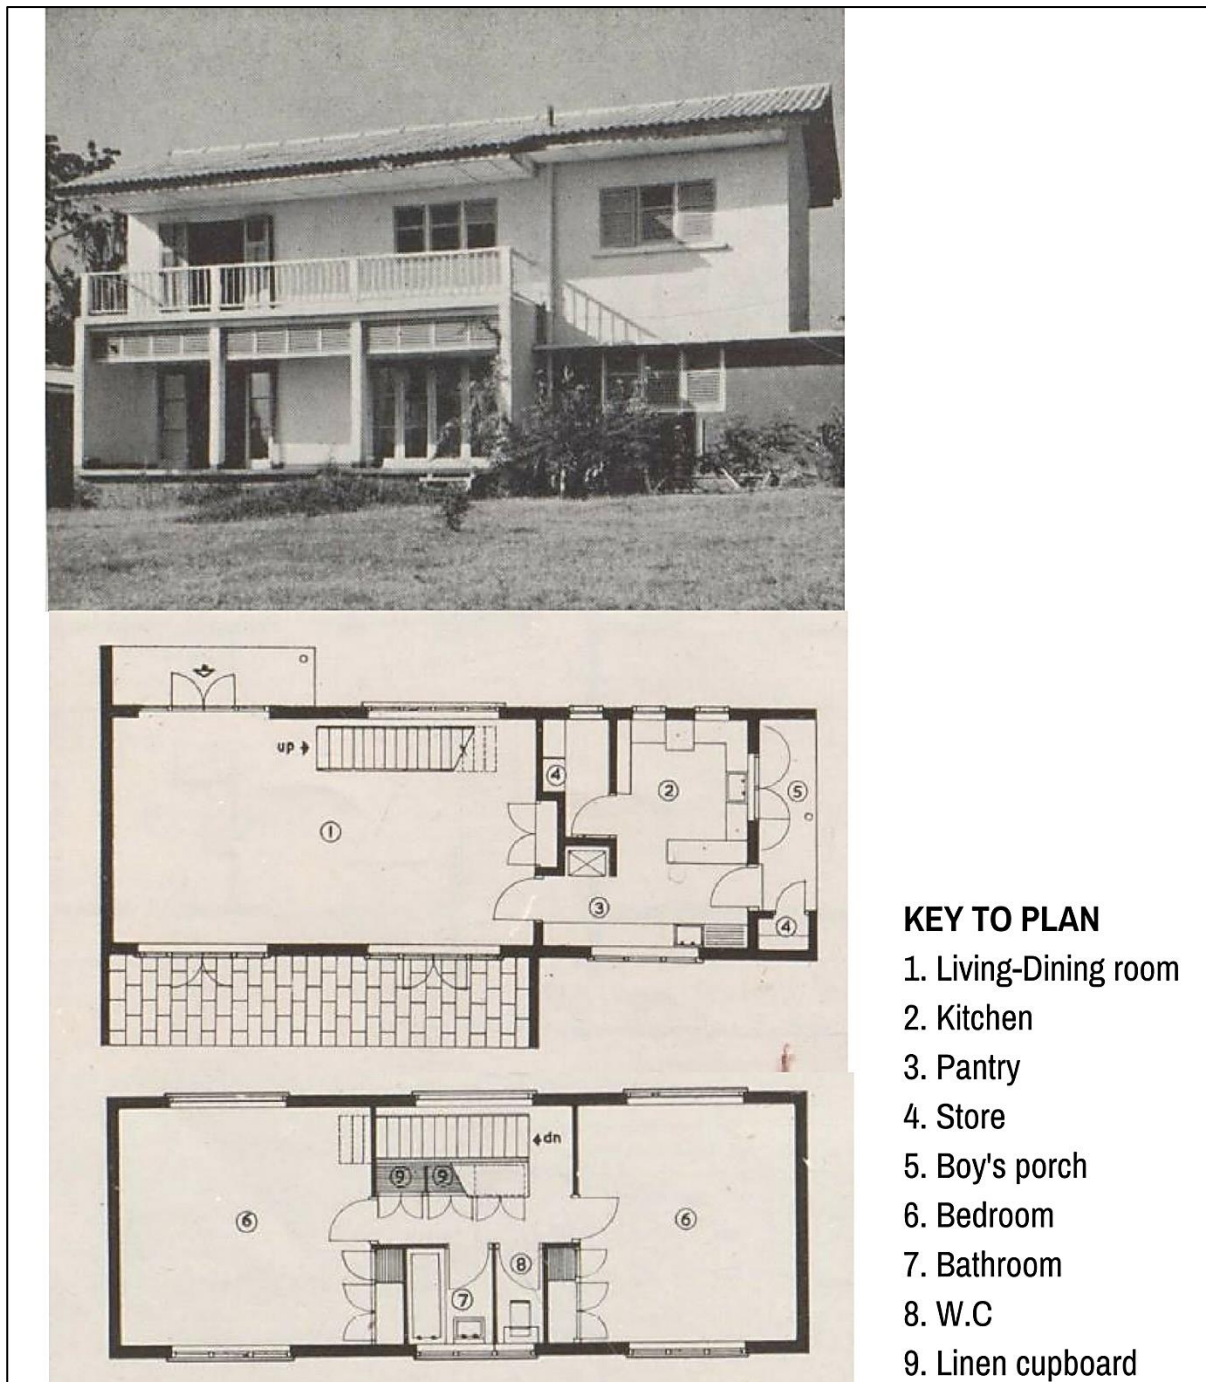 up
4
2
5
1
3
4
dn
9
9
6
6
8
7
KEY TO PLAN
1. Living-Dining room
2. Kitchen
3. Pantry
4. Store
5. Boy's porch
6. Bedroom
7. Bathroom
8. W.C
9. Linen cupboard